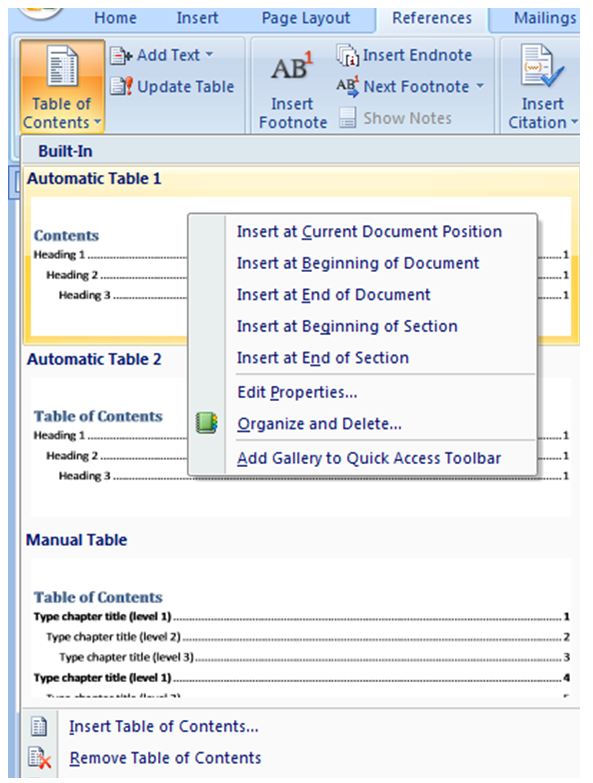 Home Insert Page Layout References Mailings
Add Text Insert Endnote
AB1
Update Table AB1 Next Footnote
Table of Contents Insert Footnote Show Notes Insert Citation
Built-In
Automatic Table 1
Contents
Heading 1 1
Heading 2 1
Heading 3 1
Insert at Current Document Position
Insert at Beginning of Document
Insert at End of Document
Insert at Beginning of Section
Insert at End of Section
Edit Properties...
Organize and Delete...
Add Gallery to Quick Access Toolbar
Automatic Table 2
Table of Contents
Heading 1 1
Heading 2 1
Heading 3 1
Manual Table
Table of Contents
Type chapter title (level 1) 1
Type chapter title (level 2) 2
Type chapter title (level 3) 3
Type chapter title (level 1) 4
Insert Table of Contents...
Remove Table of Contents